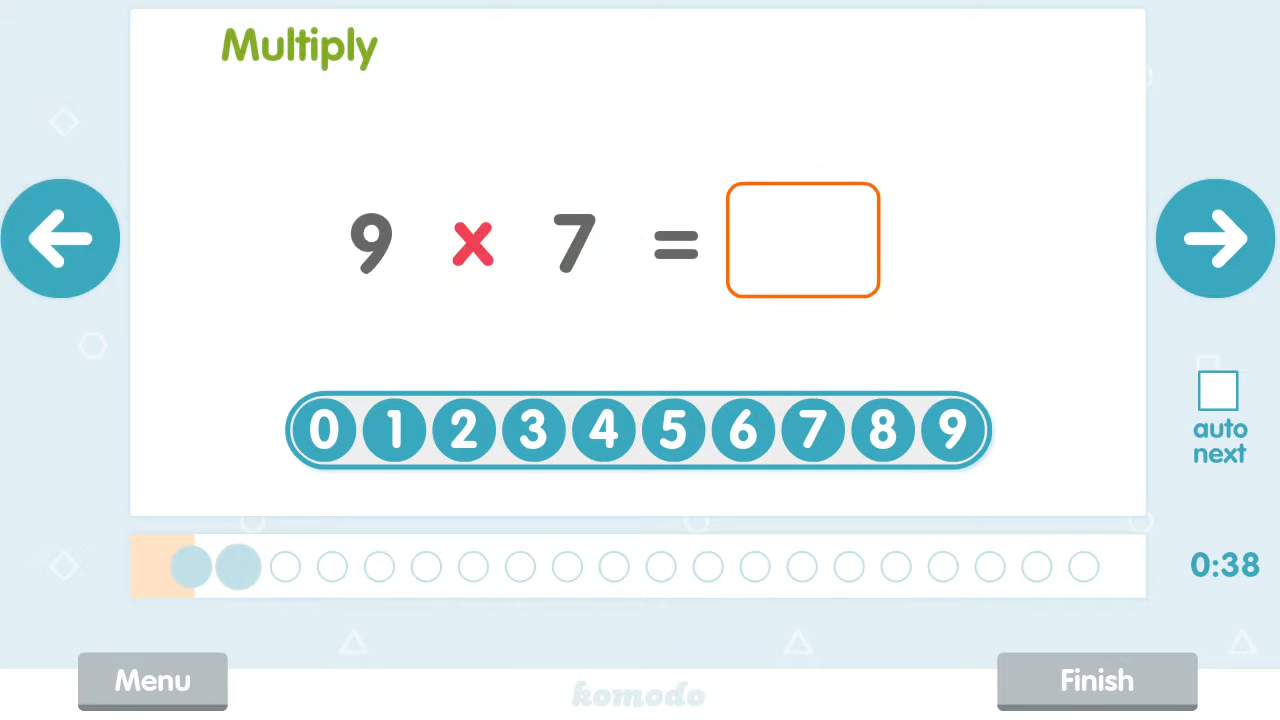 Multiply
9 × 7 =
0 1 2 3 4 5 6 7 8 9
auto
next
0:38
Menu
komodo
Finish